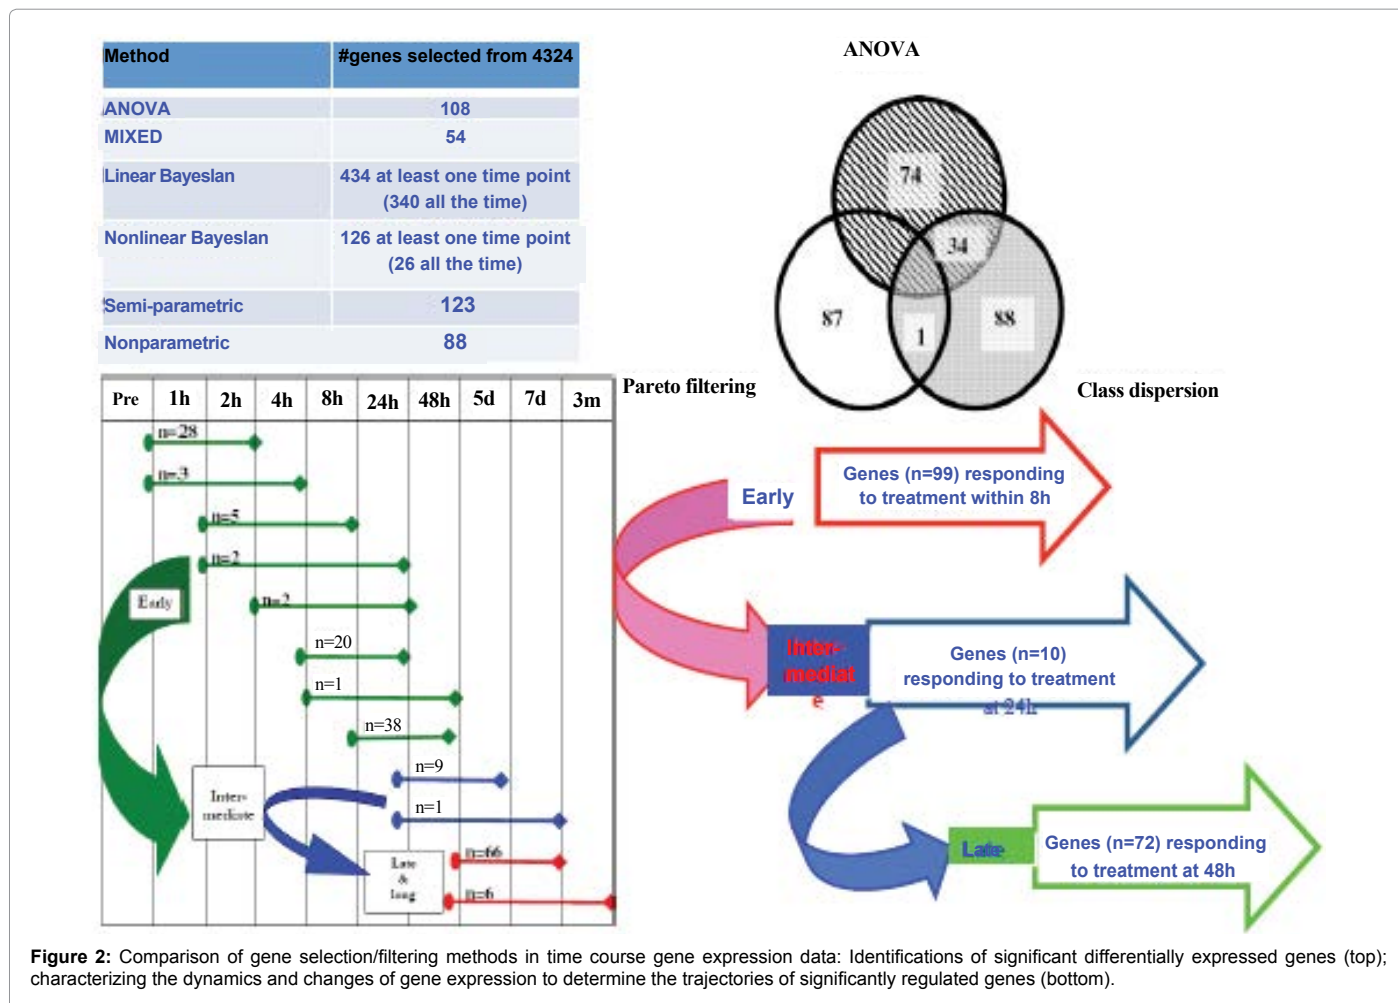 Method #genes selected from 4324
ANOVA 108
MIXED 54
Linear Bayeslan 434 at least one time point
(340 all the time)
Nonlinear Bayeslan 126 at least one time point
(26 all the time)
Semi-parametric 123
Nonparametric 88
ANOVA
74
34
87
1
88
Pareto filtering
Class dispersion
Pre 1h 2h 4h 8h 24h 48h 5d 7d 3m
n=28
n=3
n=5
n=2
Early
n=2
n=20
n=1
n=38
n=9
Inter-
mediate
n=1
Late
&
long
n=66
n=6
Early
Genes (n=99) responding
to treatment within 8h
Inter-
mediat
e
Genes (n=10)
responding to treatment
at 24h
Late
Genes (n=72) responding
to treatment at 48h
Figure 2: Comparison of gene selection/filtering methods in time course gene expression data: Identifications of significant differentially expressed genes (top);
characterizing the dynamics and changes of gene expression to determine the trajectories of significantly regulated genes (bottom).